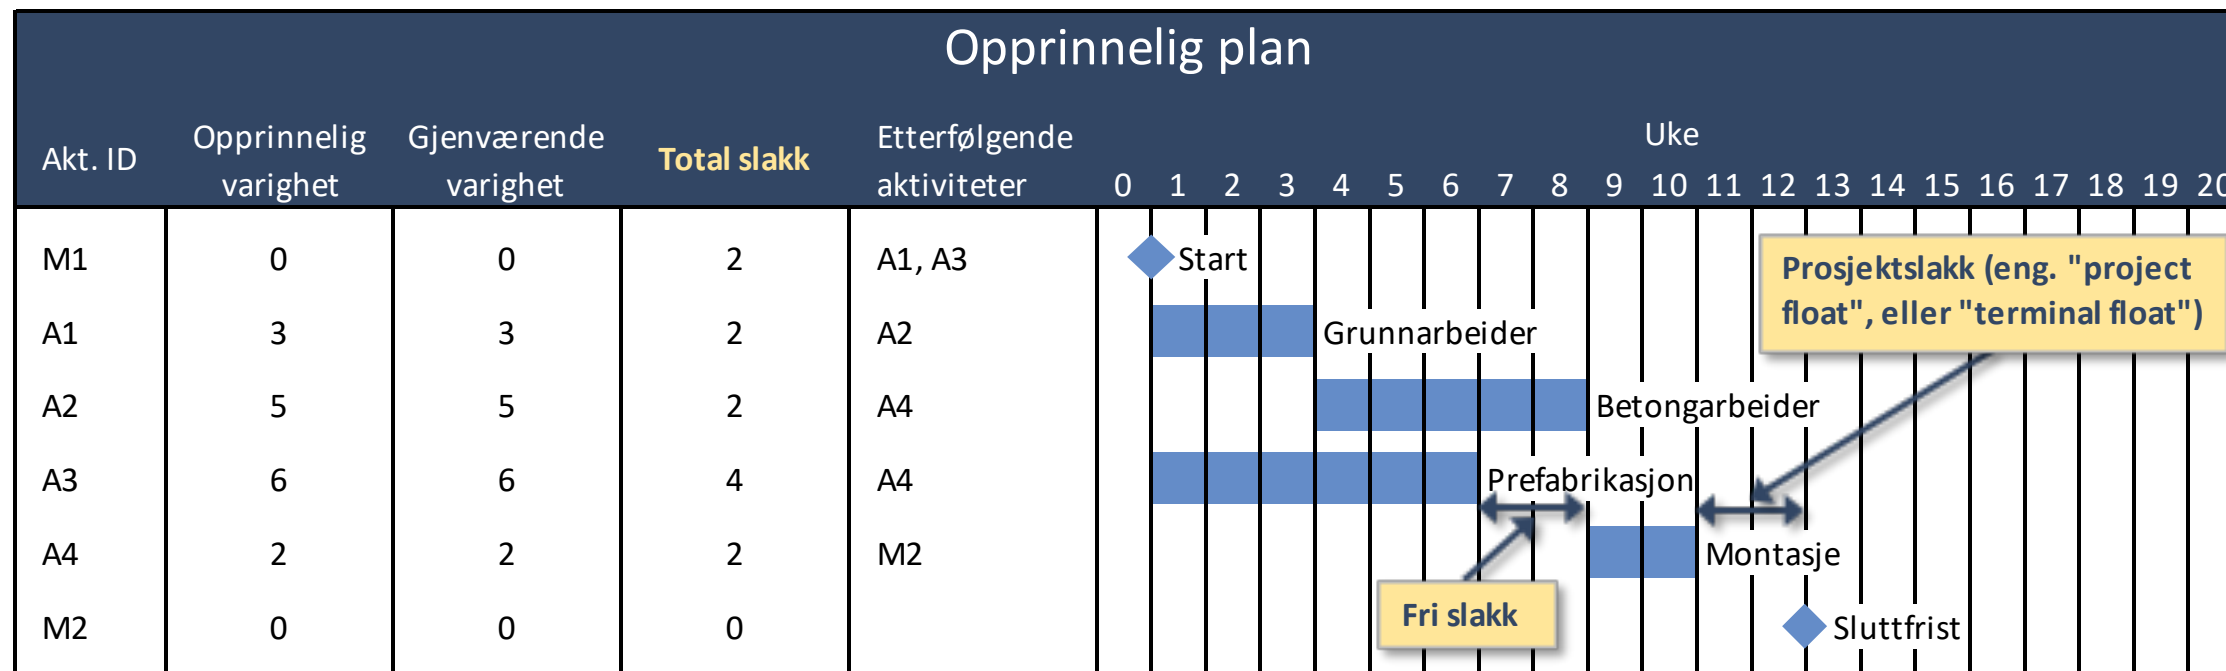 Opprinnelig plan
Akt. ID Opprinnelig varighet Gjenværende varighet Total slakk Etterfølgende aktiviteter Uke
0 1 2 3 4 5 6 7 8 9 10 11 12 13 14 15 16 17 18 19 20
M1 0 0 2 A1, A3 Start
Prosjektslakk (eng. "project
float", eller "terminal float")
A1 3 3 2 A2 Grunnarbeider
A2 5 5 2 A4 Betongarbeider
A3 6 6 4 A4 Prefabrikasjon
A4 2 2 2 M2 Montasje
Fri slakk
M2 0 0 0 Sluttfrist